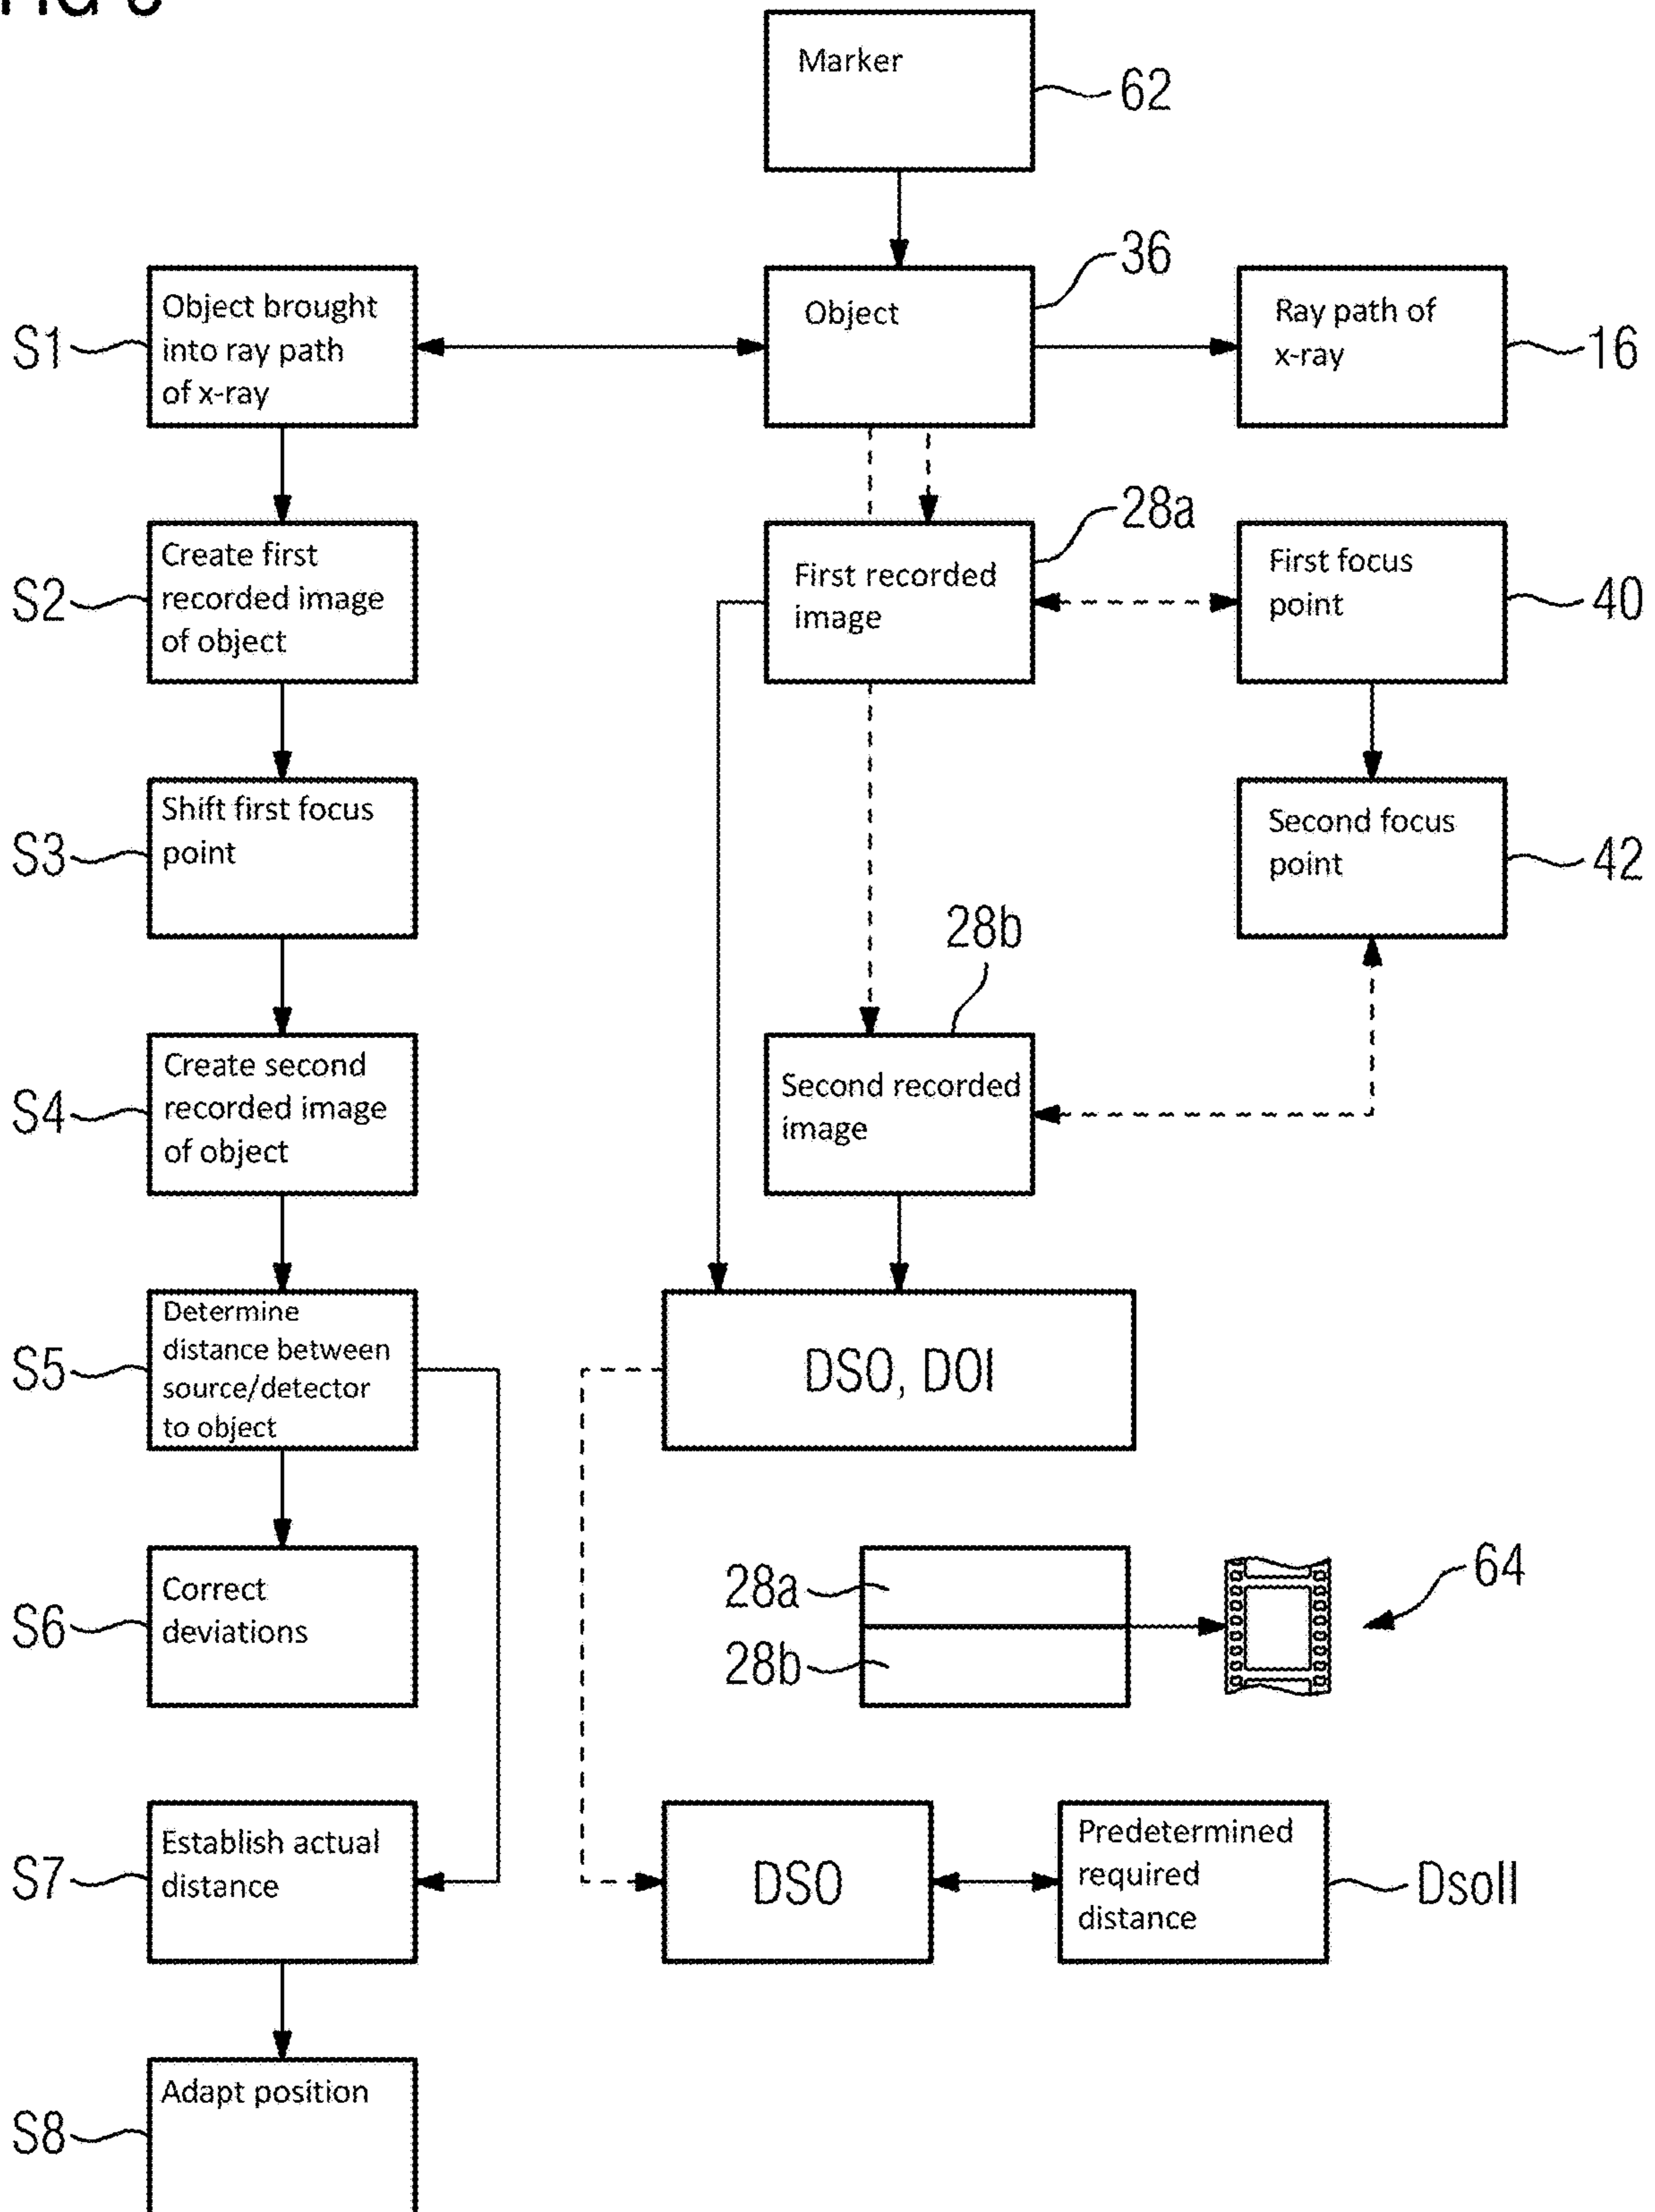 Marker
62
36
S1
Object brought
into ray path
of x-ray
Object
Ray path of
x-ray
16
28a
S2
Create first
recorded image
of object
First recorded
image
First focus
point
40
S3
Shift first focus
point
Second focus
point
42
28b
S4
Create second
recorded image
of object
Second recorded
image
S5
Determine
distance between
source/detector
to object
DSO, DOI
S6
Correct
deviations
28a
28b
64
S7
Establish actual
distance
DSO
Predetermined
required
distance
Dsoll
S8
Adapt position